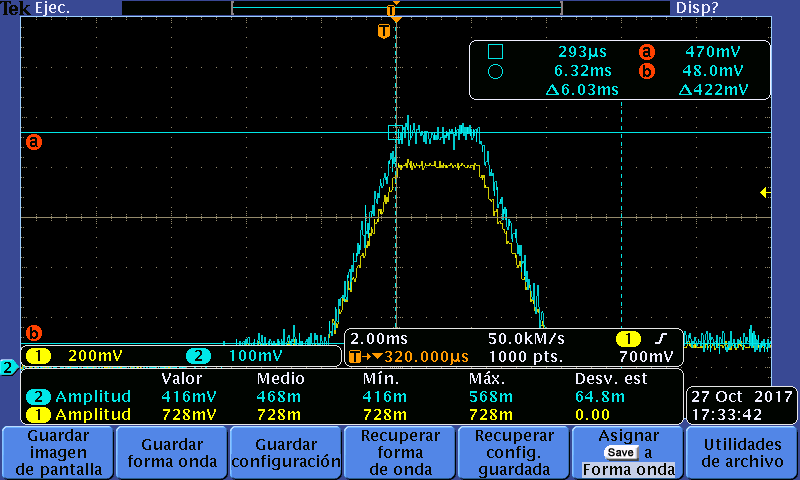 Tek Ejec. Disp?
T
T
293µs a 470mV
6.32ms b 48.0mV
Δ6.03ms Δ422mV
a
b
2.00ms 50.0kM/s 1
1 200mV 2 100mV T→▼320.000µs 1000 pts. 700mV
2
Valor Medio Mín. Máx. Desv. est
2 Amplitud 416mV 468m 416m 568m 64.8m
1 Amplitud 728mV 728m 728m 728m 0.00
27 Oct 2017
17:33:42
Guardar
imagen
de pantalla
Guardar
forma onda
Guardar
configuración
Recuperar
forma
de onda
Recuperar
config.
guardada
Asignar
Save a
Forma onda
Utilidades
de archivo